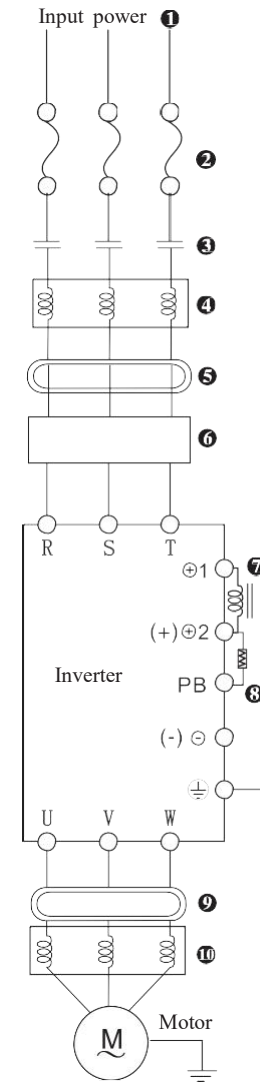 Input power ❶
❷
❸
❹
❺
❻
R S T
⊕1 ❼
(+) ⊕2
Inverter
PB ❽
(-) ⊖
U V W
❾
❿
Motor
M
~